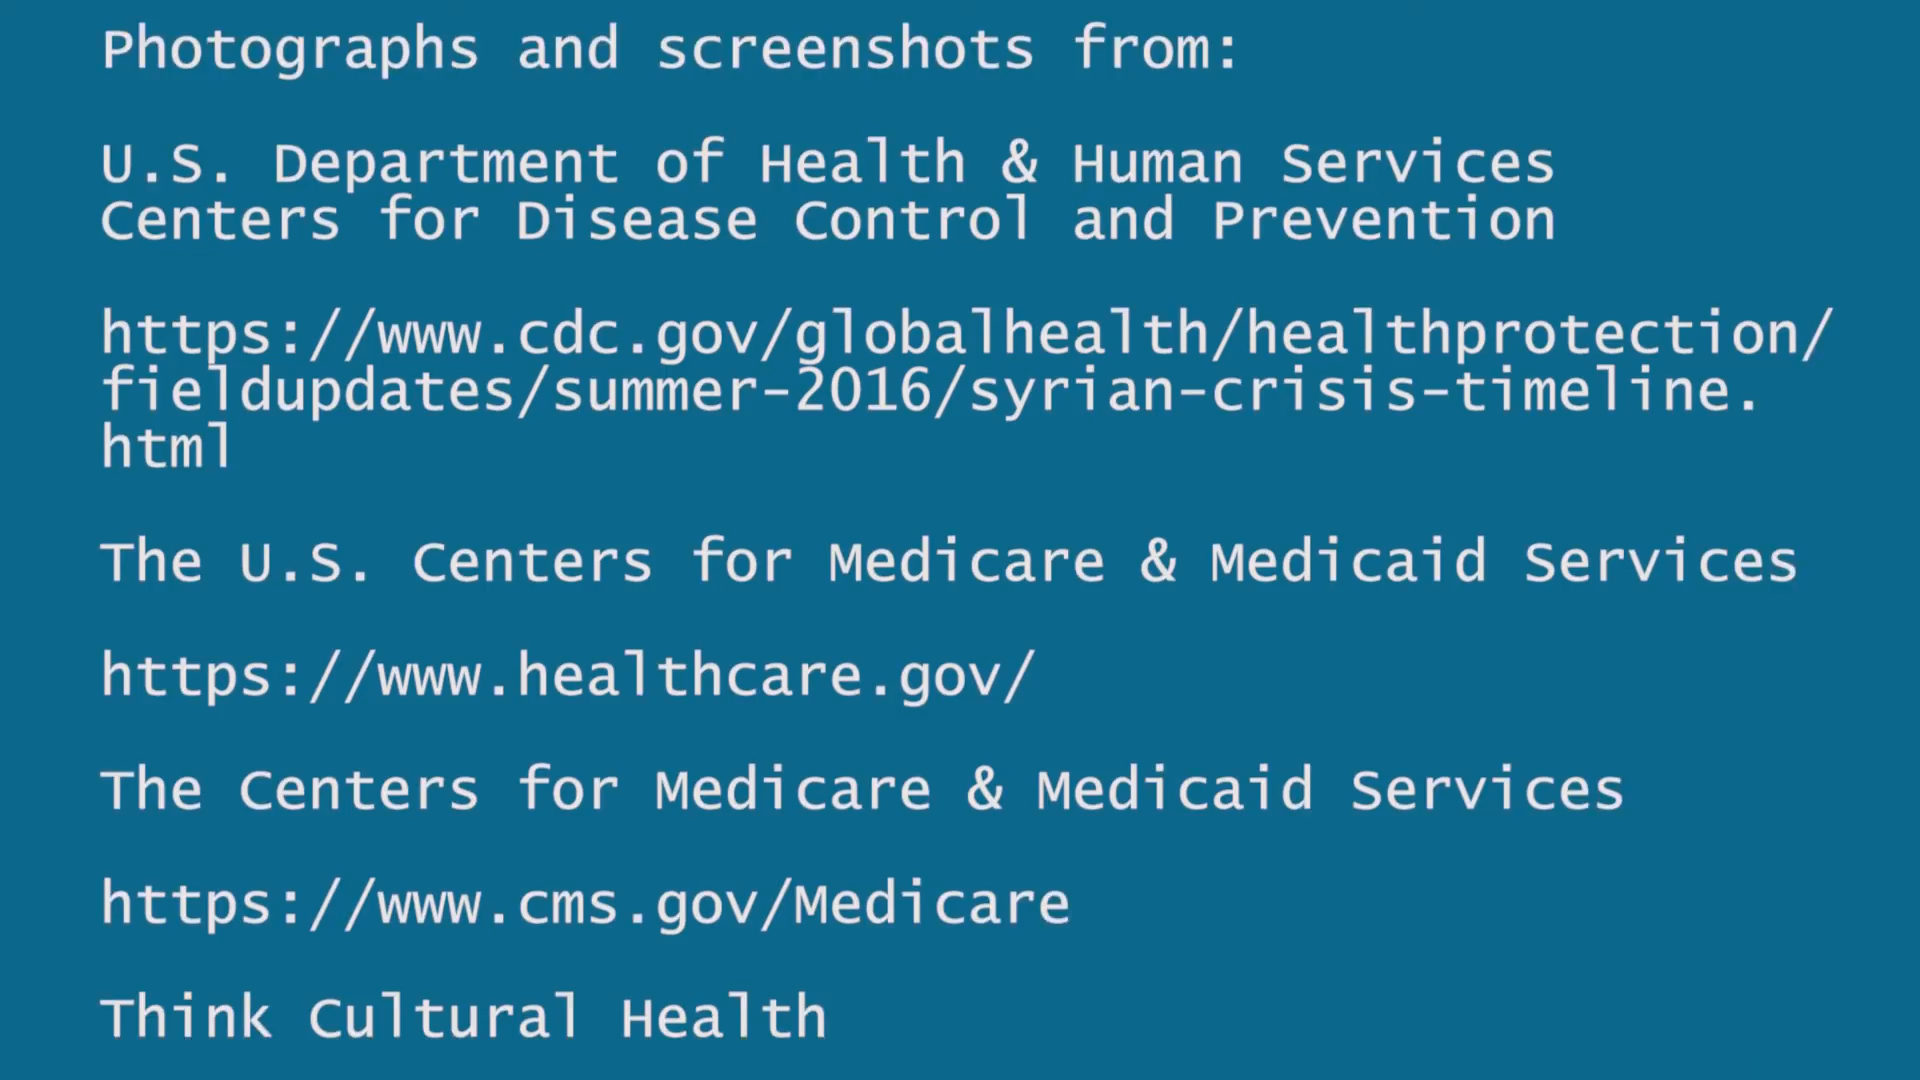 Photographs and screenshots from:
U.S. Department of Health & Human Services
Centers for Disease Control and Prevention
https://www.cdc.gov/globalhealth/healthprotection/
fieldupdates/summer-2016/syrian-crisis-timeline.
html
The U.S. Centers for Medicare & Medicaid Services
https://www.healthcare.gov/
The Centers for Medicare & Medicaid Services
https://www.cms.gov/Medicare
Think Cultural Health